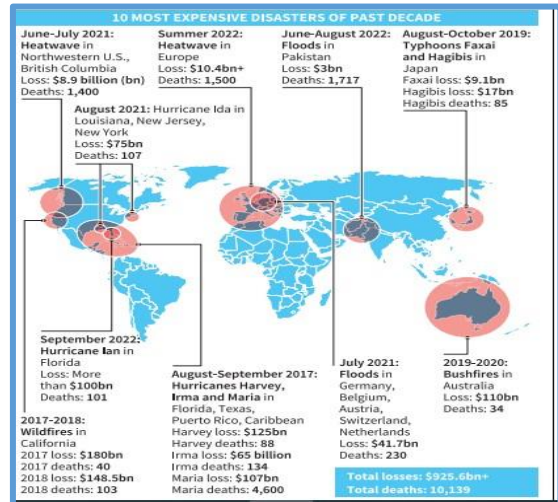 10 MOST EXPENSIVE DISASTERS OF PAST DECADE
June-July 2021:
Heatwave in
Northwestern U.S.,
British Columbia
Loss: $8.9 billion (bn)
Deaths: 1,400
Summer 2022:
Heatwave in
Europe
Loss: $10.4bn+
Deaths: 1,500
June-August 2022:
Floods in
Pakistan
Loss: $3bn
Deaths: 1,717
August-October 2019:
Typhoons Faxai
and Hagibis in
Japan
Faxai loss: $9.1bn
Hagibis loss: $17bn
Hagibis deaths: 85
August 2021: Hurricane Ida in
Louisiana, New Jersey,
New York
Loss: $75bn
Deaths: 107
September 2022:
Hurricane Ian in
Florida
Loss: More
than $100bn
Deaths: 101
2017-2018:
Wildfires in
California
2017 loss: $180bn
2017 deaths: 40
2018 loss: $148.5bn
2018 deaths: 103
August-September 2017:
Hurricanes Harvey,
Irma and Maria in
Florida, Texas,
Puerto Rico, Caribbean
Harvey loss: $125bn
Harvey deaths: 88
Irma loss: $65 billion
Irma deaths: 134
Maria loss: $107bn
Maria deaths: 4,600
July 2021:
Floods in
Germany,
Belgium,
Austria,
Switzerland,
Netherlands
Loss: $41.7bn
Deaths: 230
2019-2020:
Bushfires in
Australia
Loss: $110bn
Deaths: 34
Total losses: $925.6bn+
Total deaths: 10,139